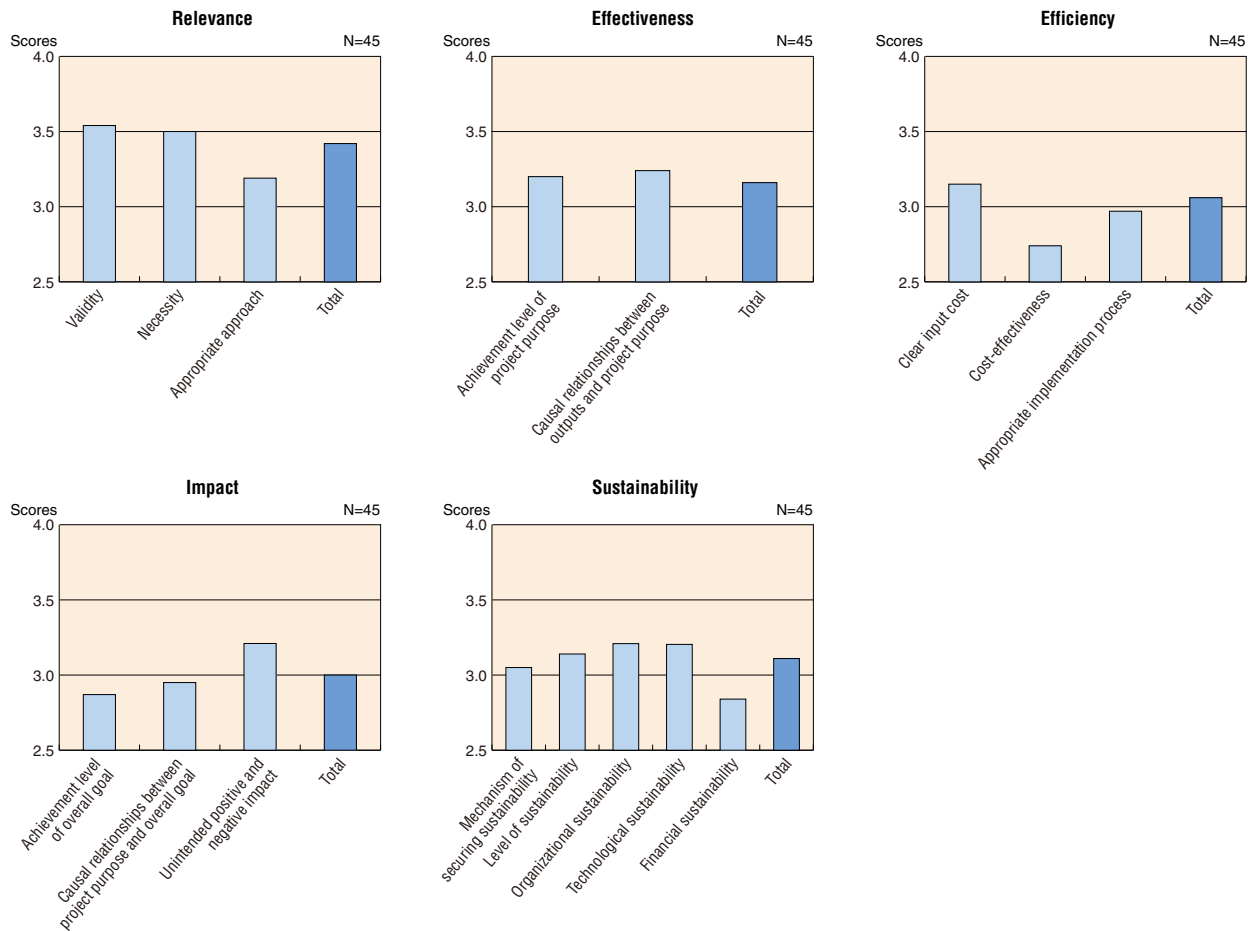 Relevance
Scores
N=45
4.0
3.5
3.0
2.5
Validity
Necessity
Appropriate approach
Total
Effectiveness
Scores
N=45
4.0
3.5
3.0
2.5
Achievement level of
project purpose
Causal relationships between
outputs and project purpose
Total
Efficiency
Scores
N=45
4.0
3.5
3.0
2.5
Clear input cost
Cost-effectiveness
Appropriate implementation process
Total
Impact
Scores
N=45
4.0
3.5
3.0
2.5
Achievement level
of overall goal
Causal relationships between
project purpose and overall goal
Unintended positive and
negative impact
Total
Sustainability
Scores
N=45
4.0
3.5
3.0
2.5
Mechanism of
securing sustainability
Level of sustainability
Organizational sustainability
Technological sustainability
Financial sustainability
Total